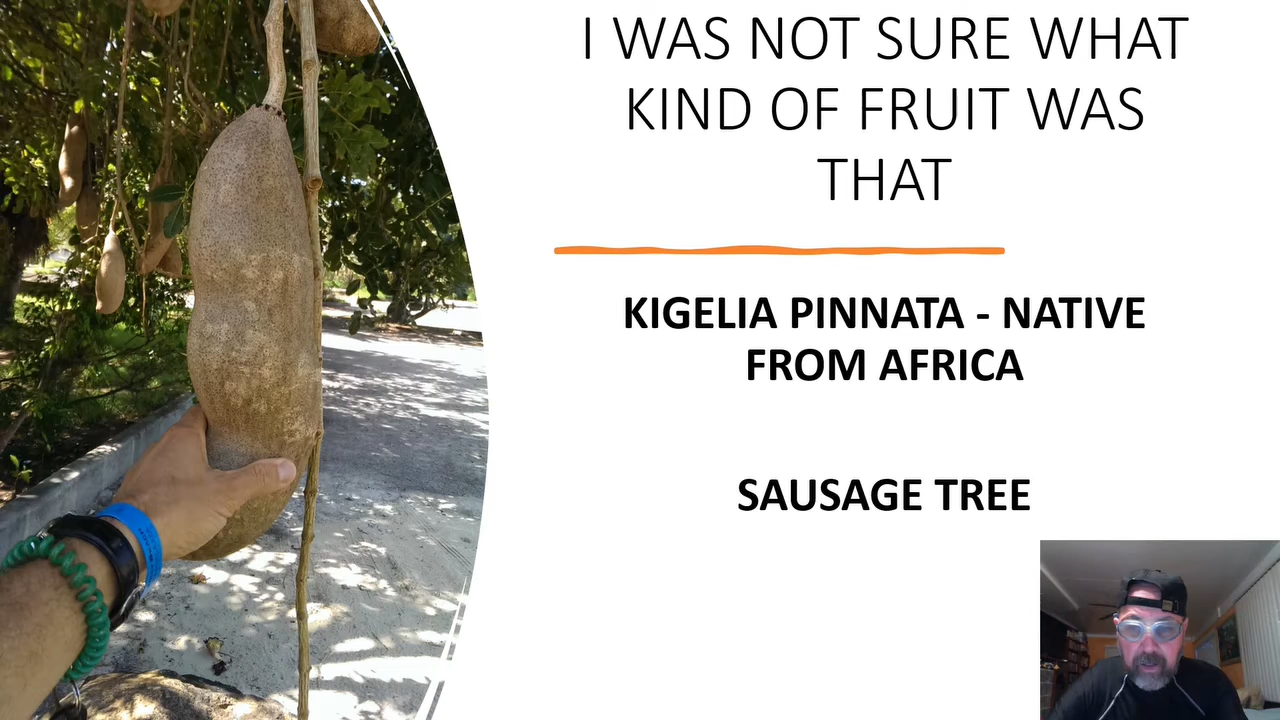 I WAS NOT SURE WHAT
KIND OF FRUIT WAS
THAT
KIGELIA PINNATA - NATIVE
FROM AFRICA
SAUSAGE TREE